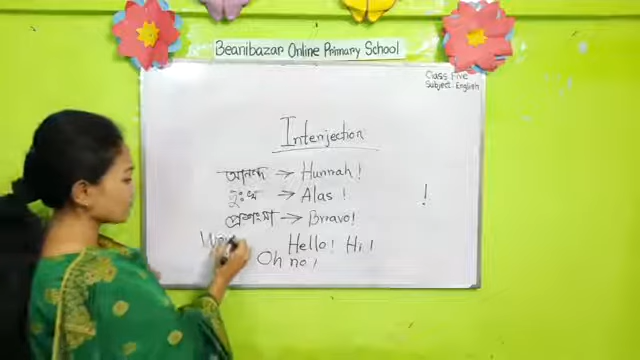 Beanibazar Online Primary School
Class Five
Subject: English
Interjection
আনন্দ → Hurrah!
দুঃখ → Alas !
!
প্রশংসা → Bravo!
Hello! Hi!
Oh no!